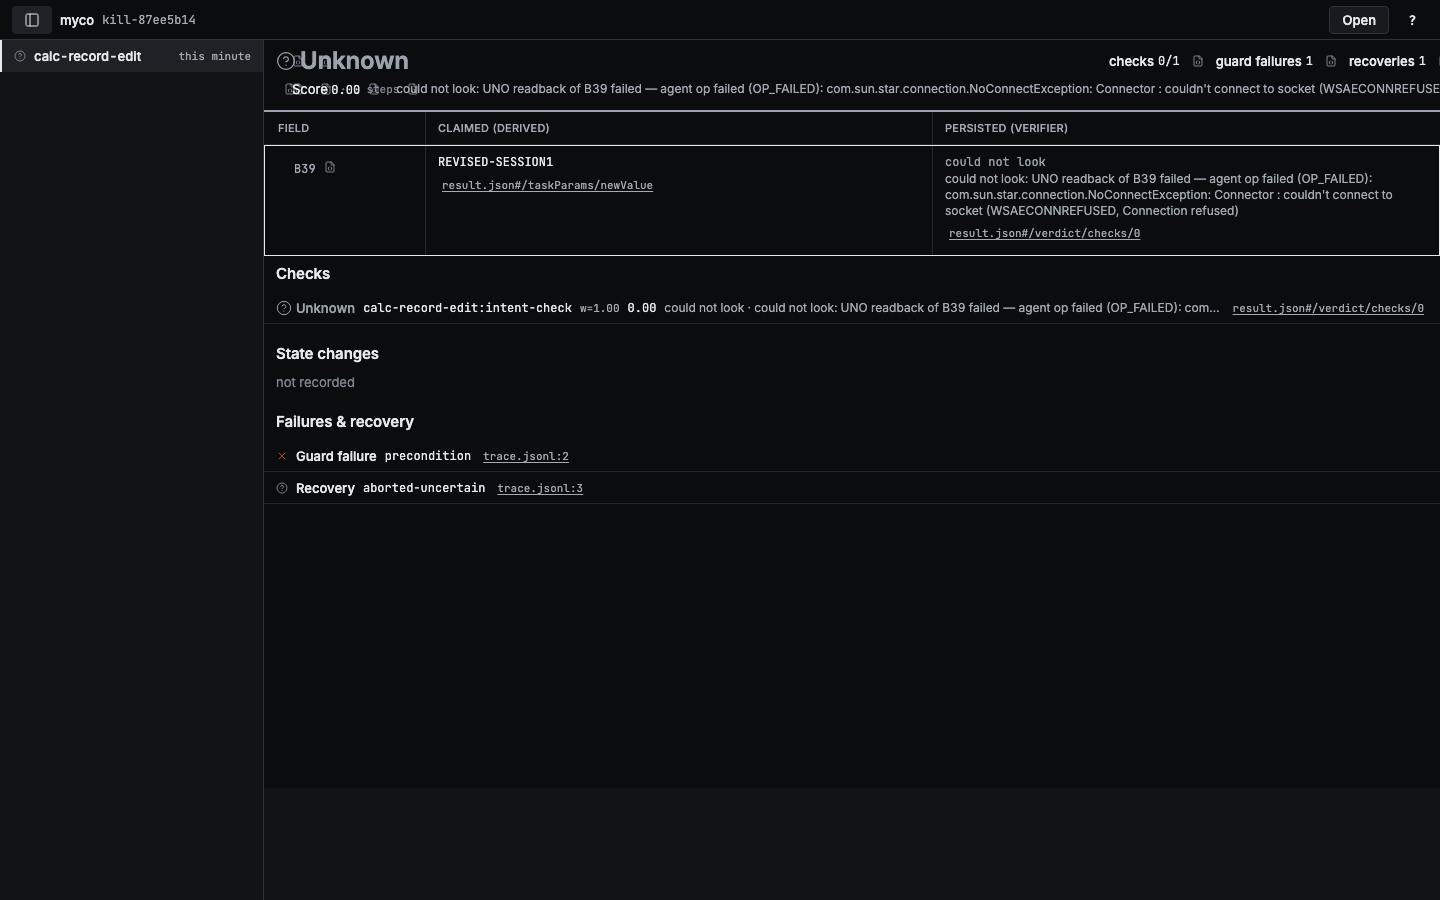 myco kill-87ee5b14 Open ?
calc-record-edit this minute
Unknown checks 0/1 guard failures 1 recoveries 1
Score 0.00 steps could not look: UNO readback of B39 failed — agent op failed (OP_FAILED): com.sun.star.connection.NoConnectException: Connector : couldn't connect to socket (WSAECONNREFUSE
FIELD CLAIMED (DERIVED) PERSISTED (VERIFIER)
B39 REVISED-SESSION1 could not look
result.json#/taskParams/newValue
could not look: UNO readback of B39 failed — agent op failed (OP_FAILED):
com.sun.star.connection.NoConnectException: Connector : couldn't connect to
socket (WSAECONNREFUSED, Connection refused)
result.json#/verdict/checks/0
Checks
Unknown calc-record-edit:intent-check w=1.00 0.00 could not look · could not look: UNO readback of B39 failed — agent op failed (OP_FAILED): com... result.json#/verdict/checks/0
State changes
not recorded
Failures & recovery
Guard failure precondition trace.jsonl:2
Recovery aborted-uncertain trace.jsonl:3